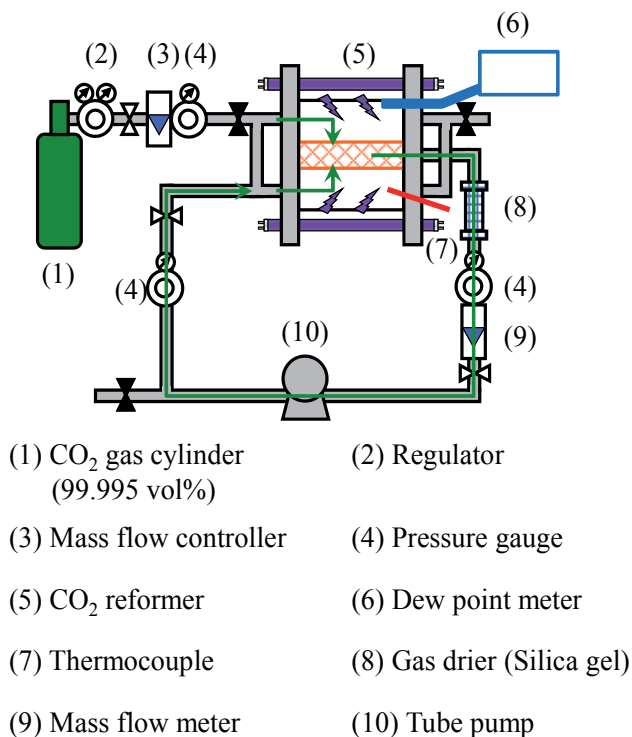 (6)
(2) (3) (4) (5)
(8)
(7)
(1) (4) (4)
(10) (9)
(1) CO₂ gas cylinder (2) Regulator
(99.995 vol%)
(3) Mass flow controller (4) Pressure gauge
(5) CO₂ reformer (6) Dew point meter
(7) Thermocouple (8) Gas drier (Silica gel)
(9) Mass flow meter (10) Tube pump